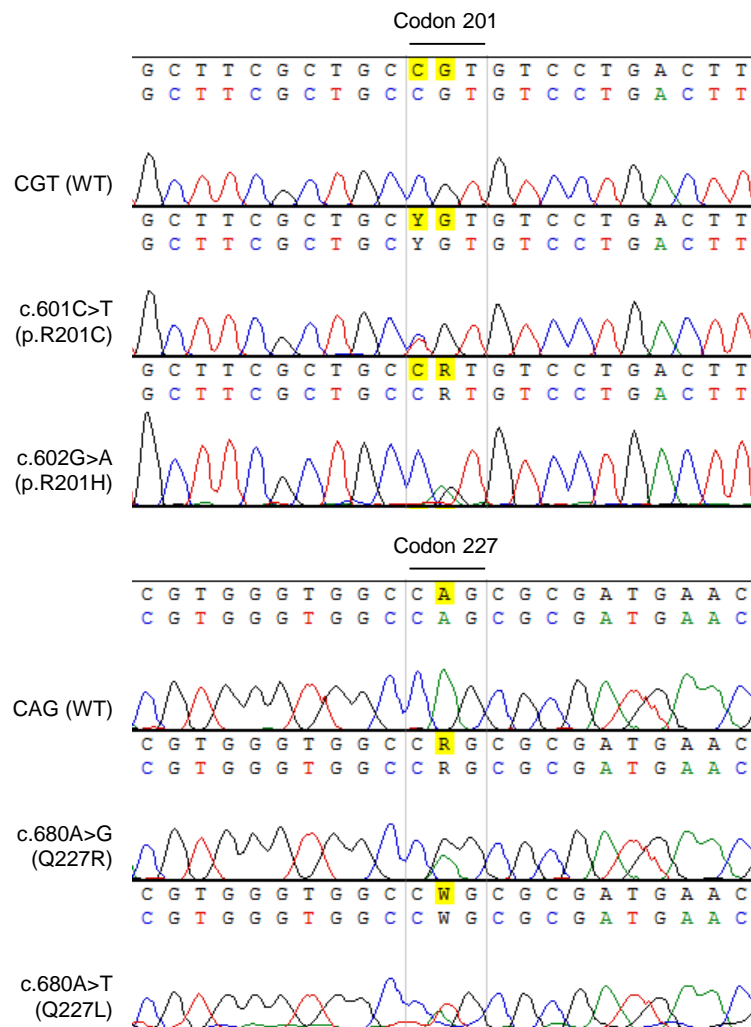 Codon 201
G C T T C G C T G C C G T G T C C T G A C T T
G C T T C G C T G C C G T G T C C T G A C T T
CGT (WT)
G C T T C G C T G C Y G T G T C C T G A C T T
G C T T C G C T G C Y G T G T C C T G A C T T
c.601C>T
(p.R201C)
G C T T C G C T G C C R T G T C C T G A C T T
G C T T C G C T G C C R T G T C C T G A C T T
c.602G>A
(p.R201H)
Codon 227
C G T G G G T G G C C A G C G C G A T G A A C
C G T G G G T G G C C A G C G C G A T G A A C
CAG (WT)
C G T G G G T G G C C R G C G C G A T G A A C
C G T G G G T G G C C R G C G C G A T G A A C
c.680A>G
(Q227R)
C G T G G G T G G C C W G C G C G A T G A A C
C G T G G G T G G C C W G C G C G A T G A A C
c.680A>T
(Q227L)